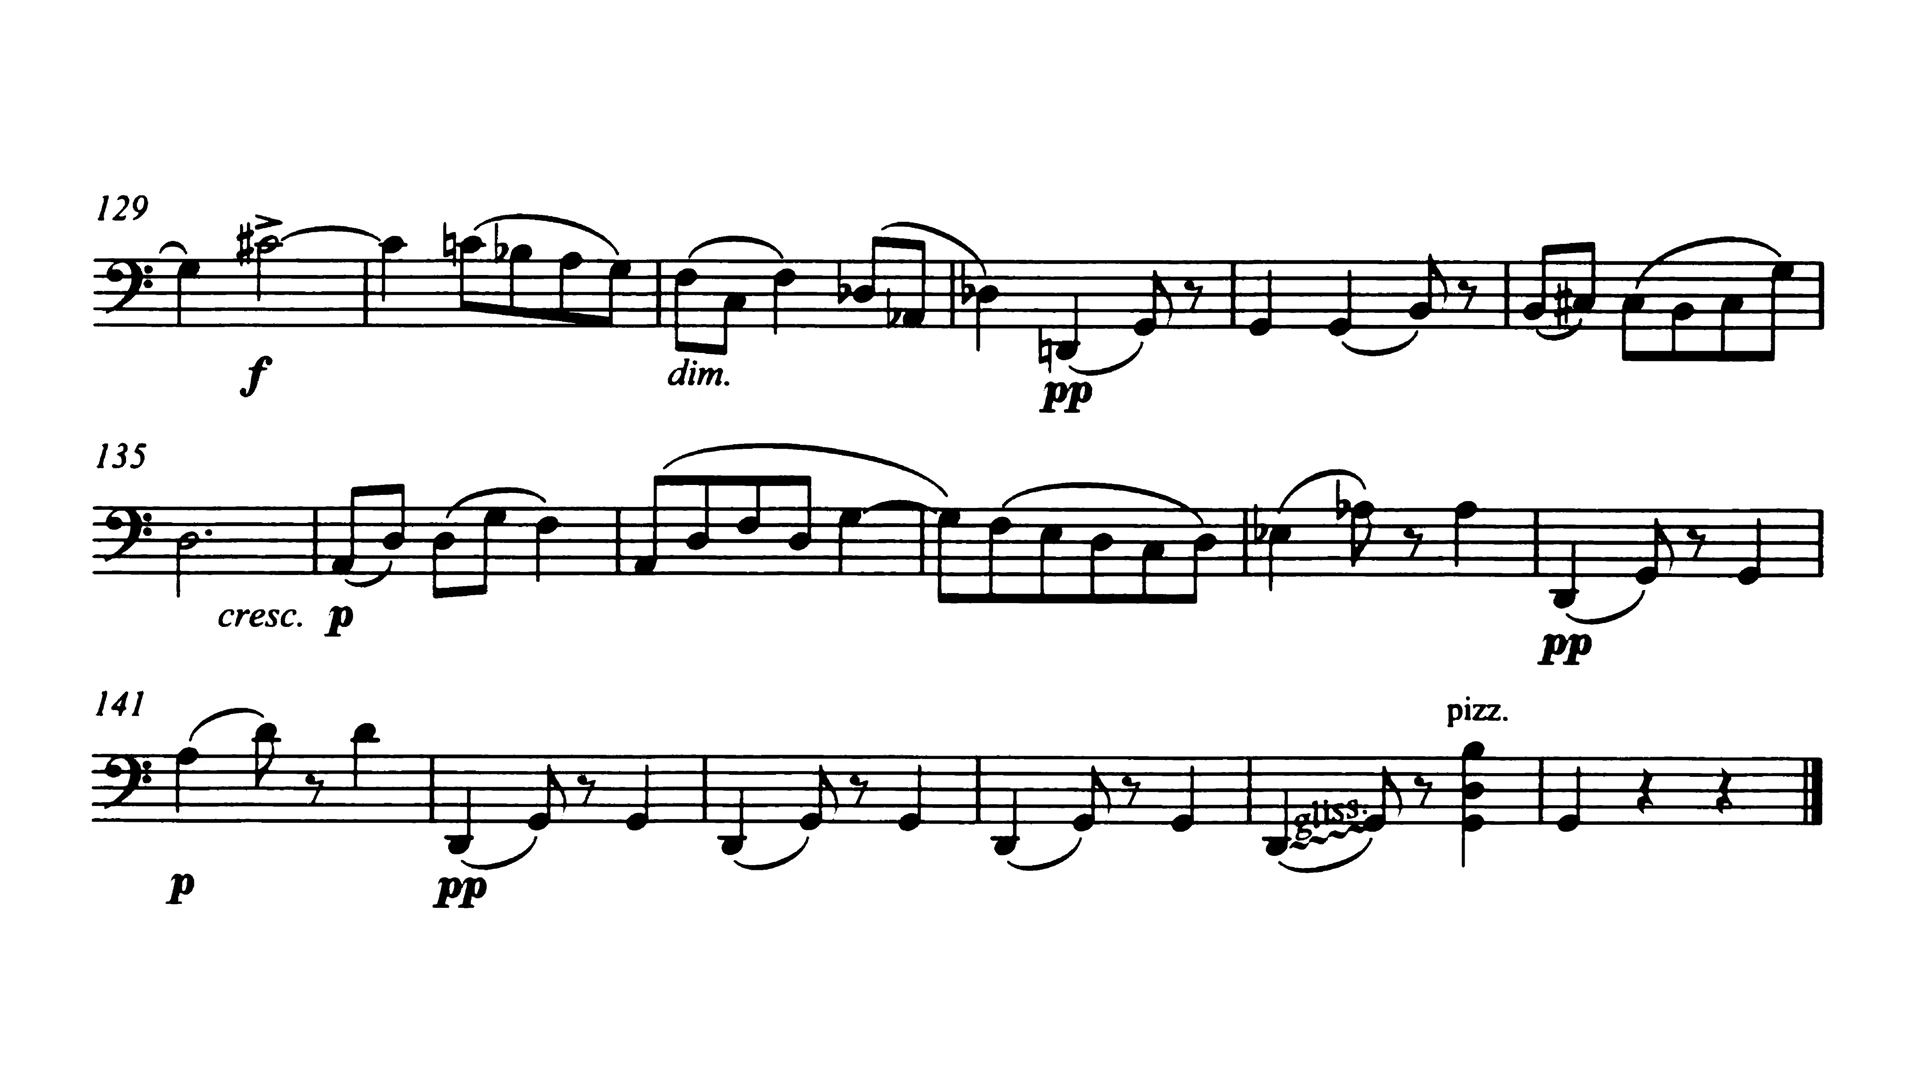 129
f dim. pp
135
cresc. p pp
141
pizz.
gliss.
p pp